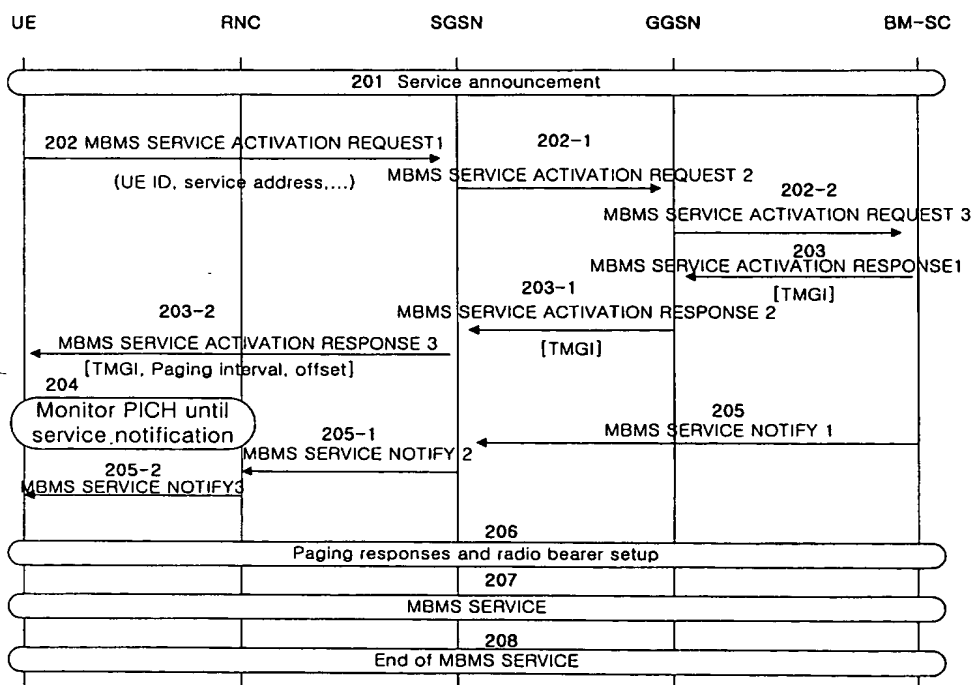 UE RNC SGSN GGSN BM-SC
201 Service announcement
202 MBMS SERVICE ACTIVATION REQUEST1
(UE ID, service address,...)
202-1
MBMS SERVICE ACTIVATION REQUEST 2
202-2
MBMS SERVICE ACTIVATION REQUEST 3
203
MBMS SERVICE ACTIVATION RESPONSE1
[TMGI]
203-1
MBMS SERVICE ACTIVATION RESPONSE 2
[TMGI]
203-2
MBMS SERVICE ACTIVATION RESPONSE 3
[TMGI, Paging interval, offset]
204
Monitor PICH until
service notification
205
MBMS SERVICE NOTIFY 1
205-1
MBMS SERVICE NOTIFY 2
205-2
MBMS SERVICE NOTIFY3
206
Paging responses and radio bearer setup
207
MBMS SERVICE
208
End of MBMS SERVICE